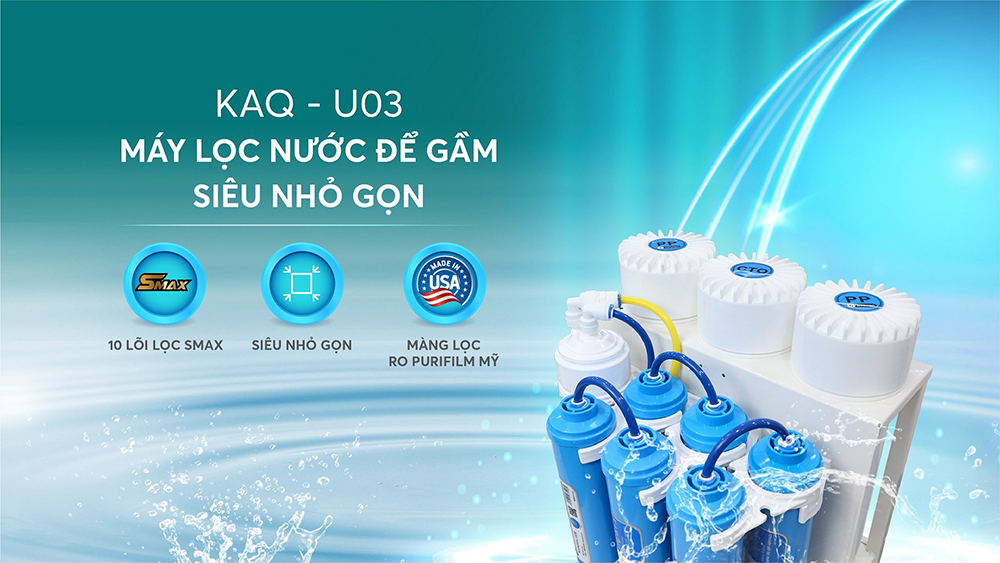 KAQ - U03
MÁY LỌC NƯỚC ĐỂ GẦM
SIÊU NHỎ GỌN
SMAX
MADE IN
USA
10 LÕI LỌC SMAX
SIÊU NHỎ GỌN
MÀNG LỌC
RO PURIFILM MỸ
PP
CTO
PP